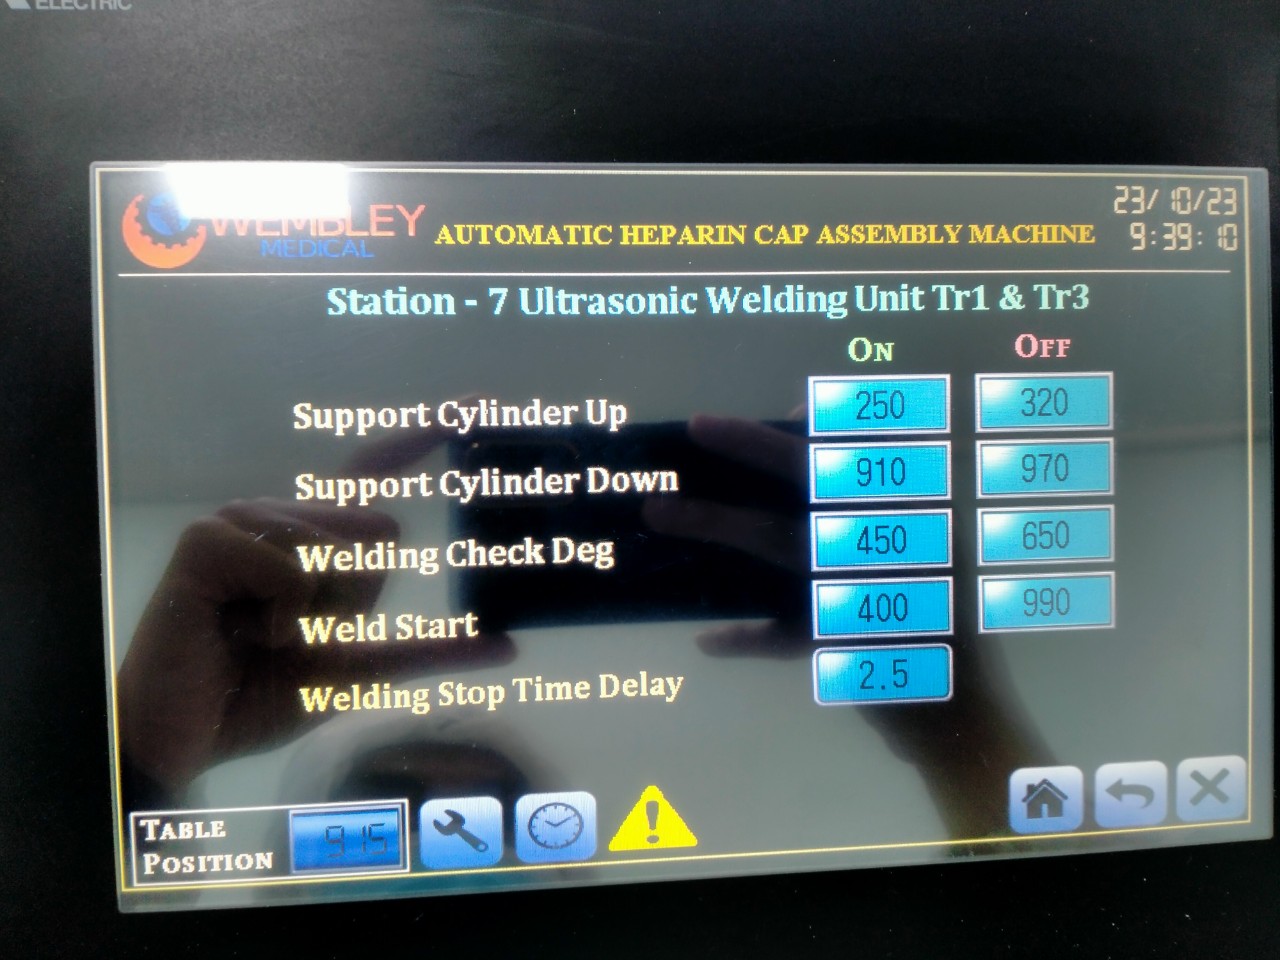 ELECTRIC
WEMBLEY
MEDICAL
AUTOMATIC HEPARIN CAP ASSEMBLY MACHINE
23/10/23
9:39:10
Station - 7 Ultrasonic Welding Unit Tr1 & Tr3
ON OFF
Support Cylinder Up 250 320
Support Cylinder Down 910 970
Welding Check Deg 450 650
Weld Start 400 990
Welding Stop Time Delay 2.5
TABLE
POSITION 915